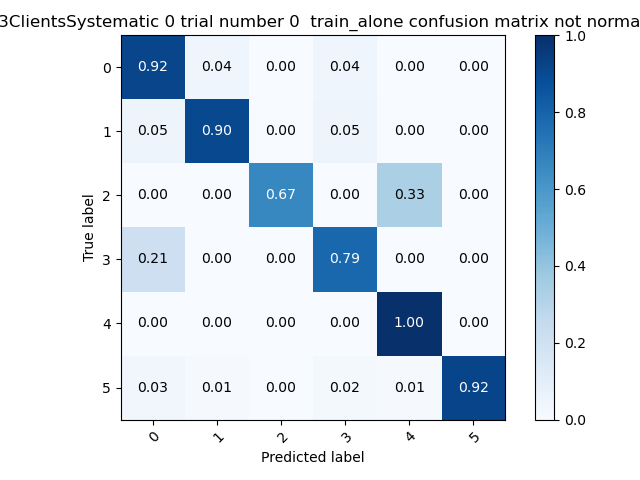 3ClientsSystematic 0 trial number 0  train_alone confusion matrix not norma
0 0.92 0.04 0.00 0.04 0.00 0.00
1 0.05 0.90 0.00 0.05 0.00 0.00
2 0.00 0.00 0.67 0.00 0.33 0.00
3 0.21 0.00 0.00 0.79 0.00 0.00
4 0.00 0.00 0.00 0.00 1.00 0.00
5 0.03 0.01 0.00 0.02 0.01 0.92
0 1 2 3 4 5
True label
Predicted label
1.0
0.8
0.6
0.4
0.2
0.0